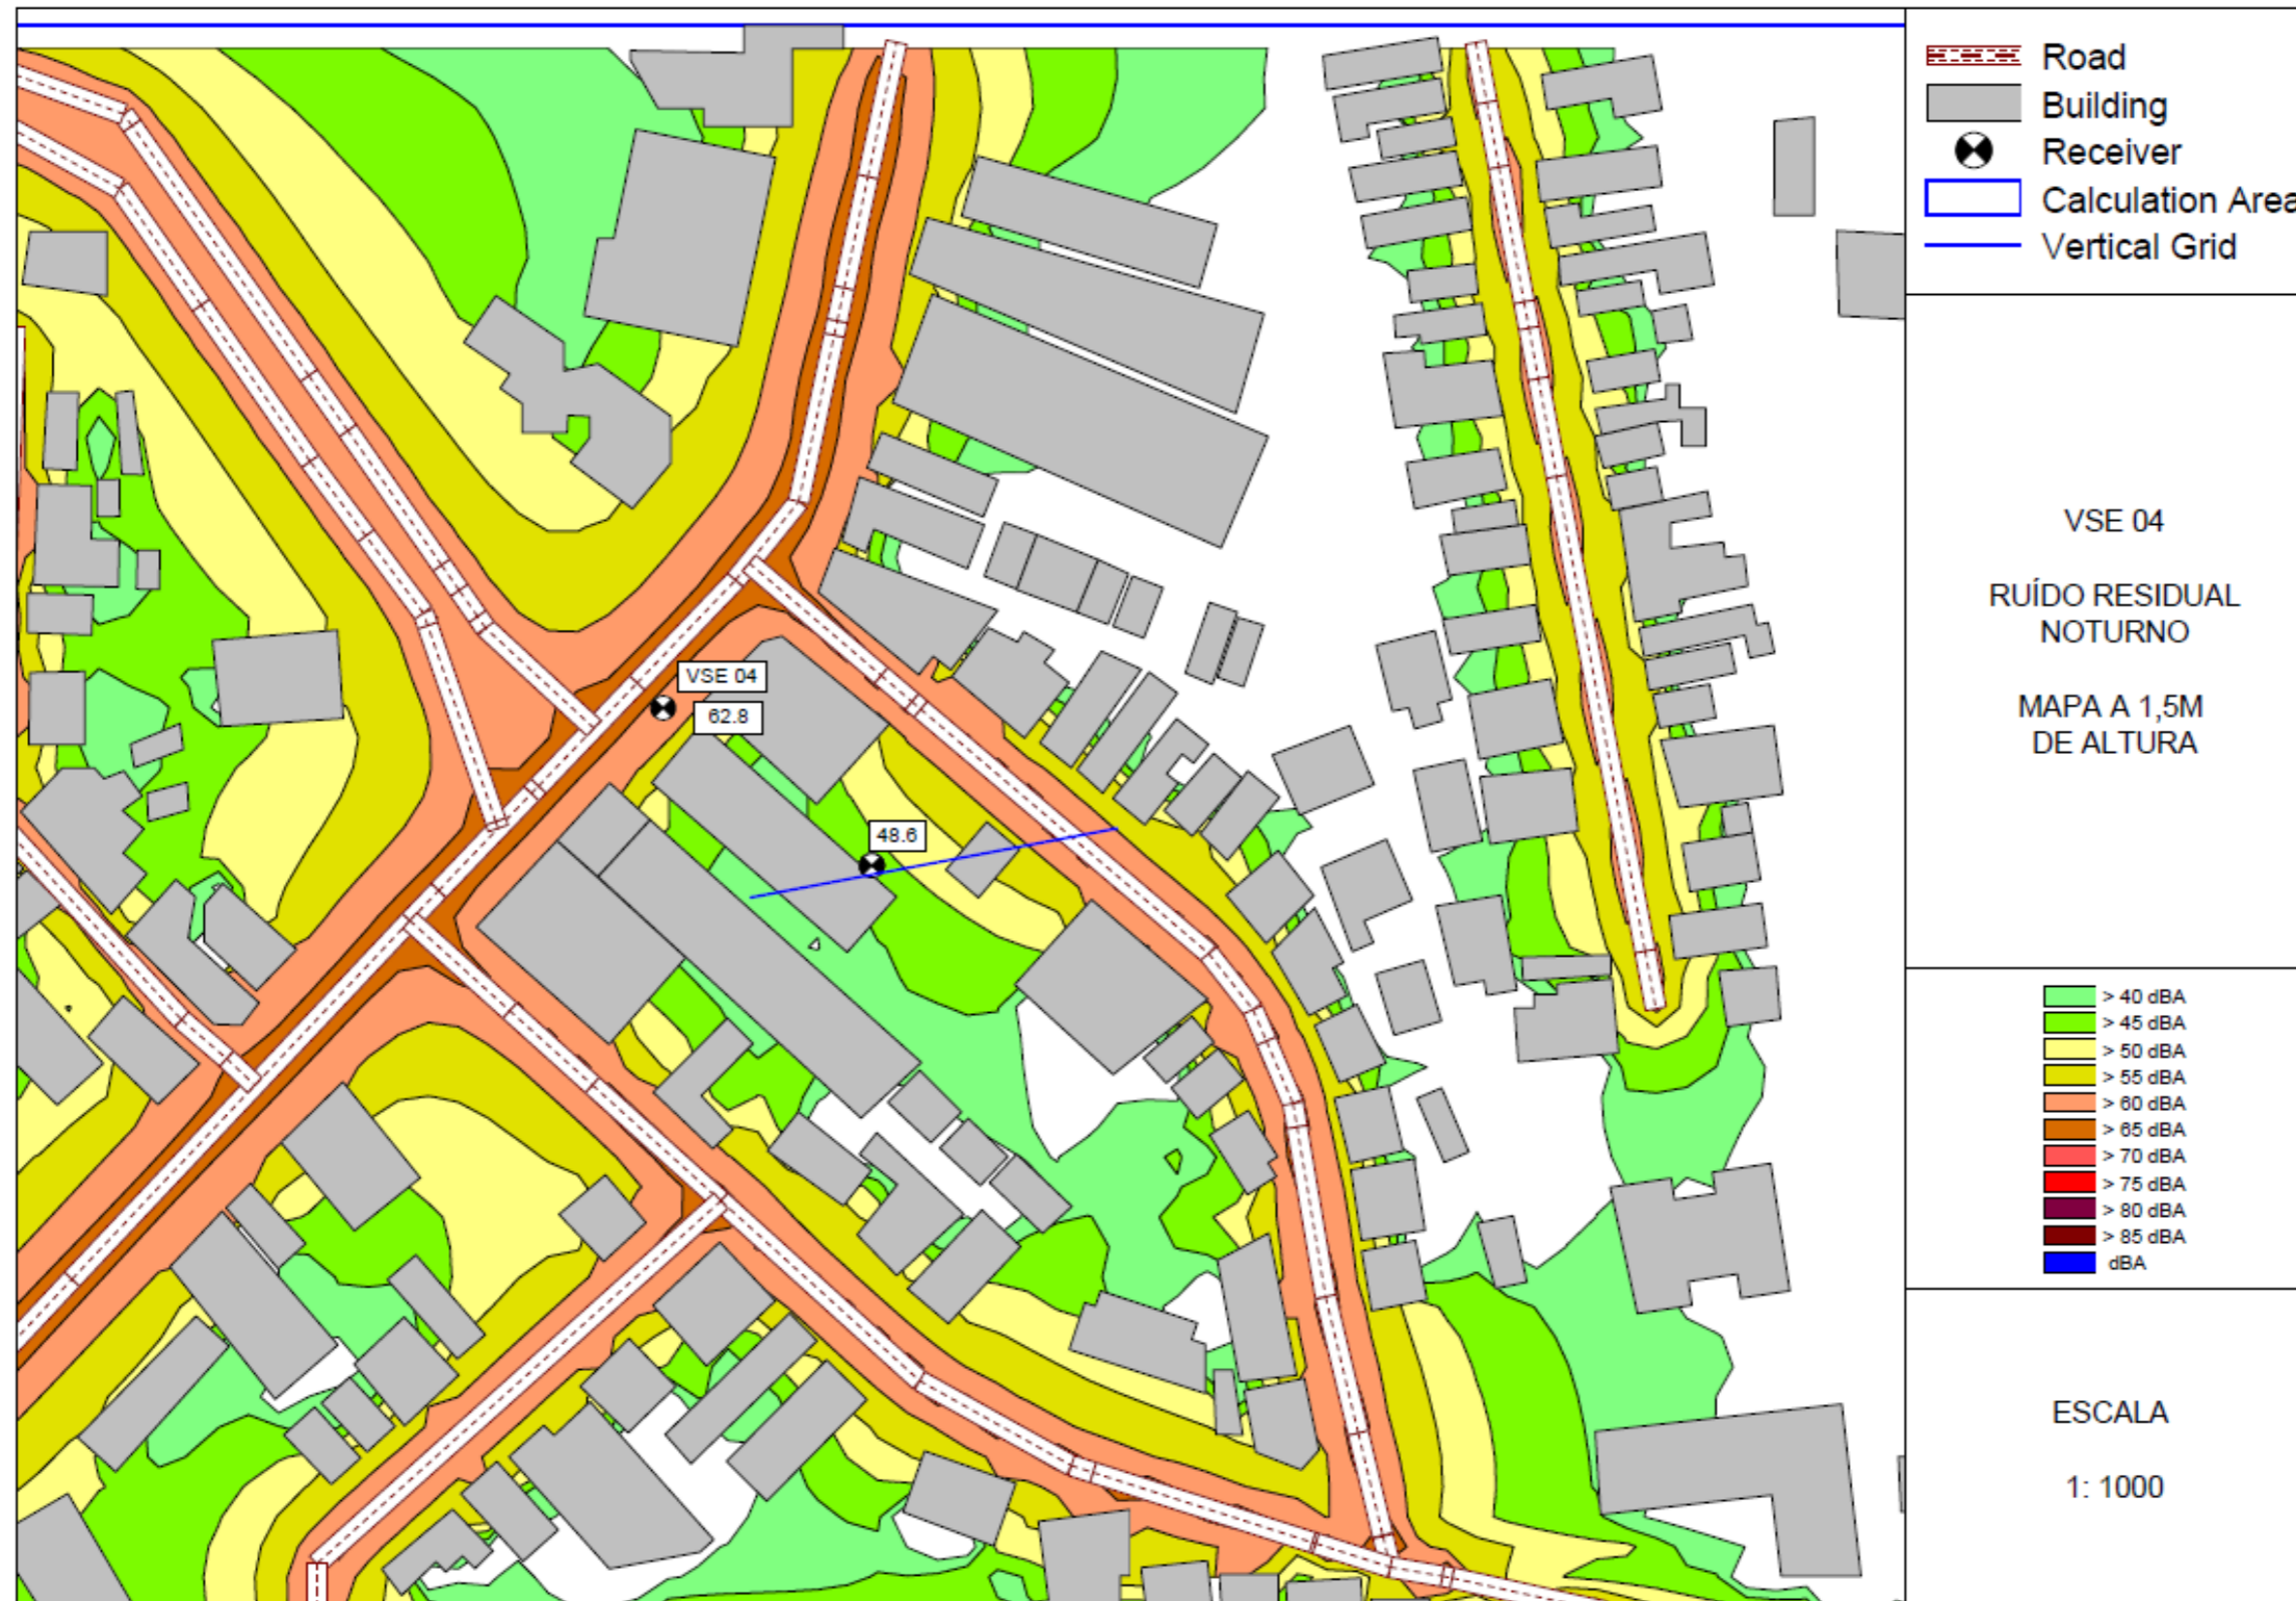 Road
Building
Receiver
Calculation Area
Vertical Grid
VSE 04
62.8
48.6
VSE 04
RUÍDO RESIDUAL
NOTURNO
MAPA A 1,5M
DE ALTURA
> 40 dBA
> 45 dBA
> 50 dBA
> 55 dBA
> 60 dBA
> 65 dBA
> 70 dBA
> 75 dBA
> 80 dBA
> 85 dBA
dBA
ESCALA
1: 1000